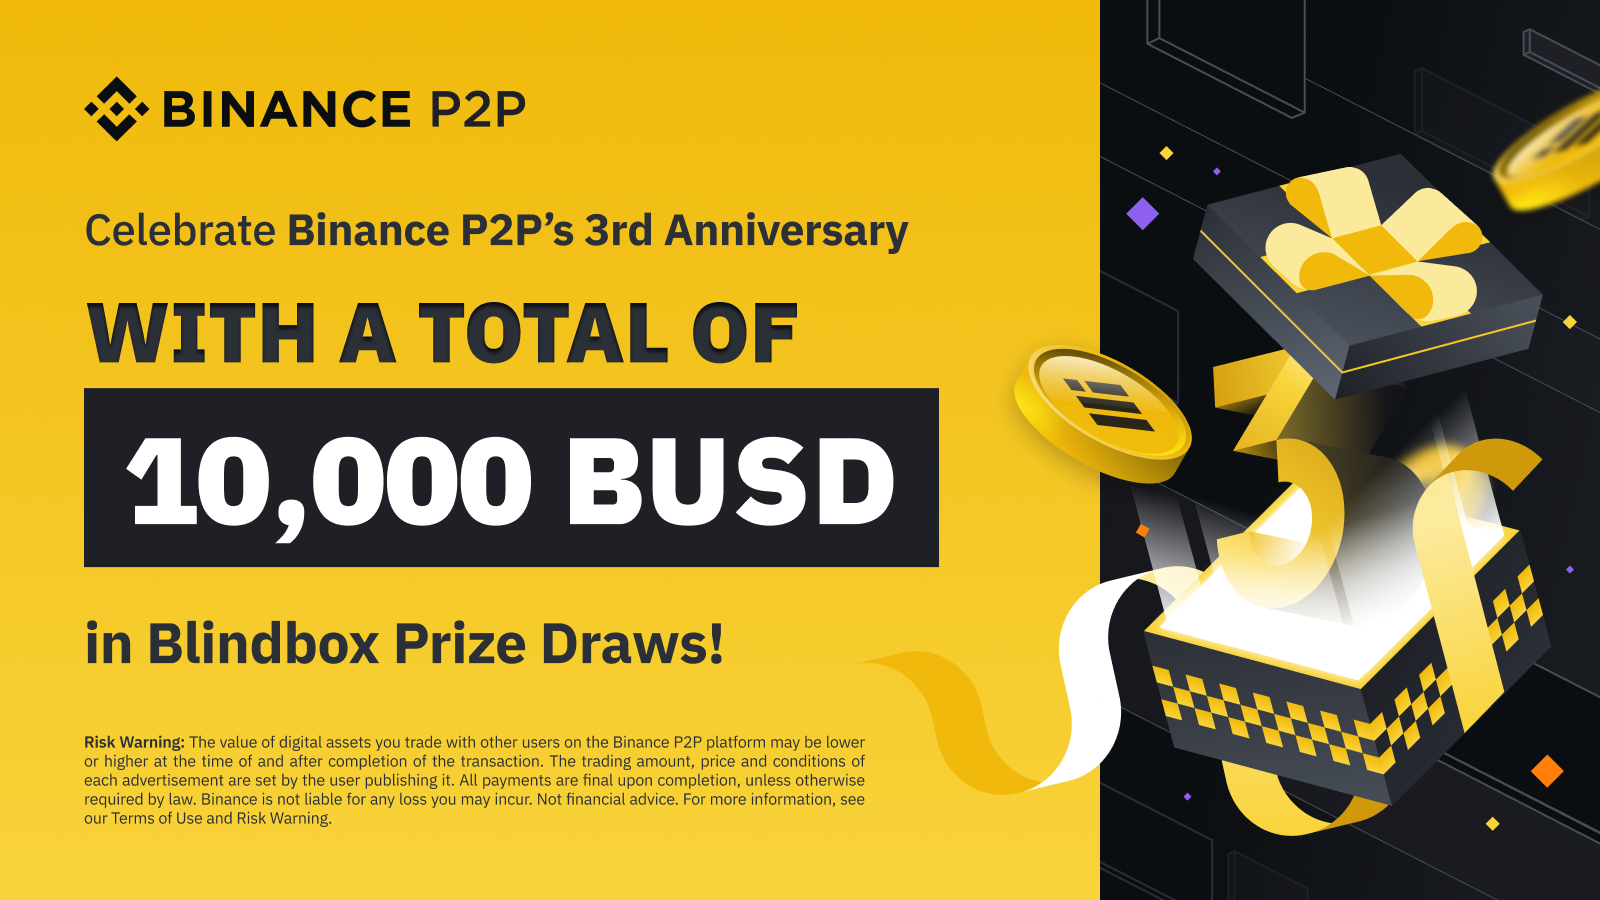 BINANCE P2P
Celebrate Binance P2P’s 3rd Anniversary
WITH A TOTAL OF
10,000 BUSD
in Blindbox Prize Draws!
Risk Warning: The value of digital assets you trade with other users on the Binance P2P platform may be lower
or higher at the time of and after completion of the transaction. The trading amount, price and conditions of
each advertisement are set by the user publishing it. All payments are final upon completion, unless otherwise
required by law. Binance is not liable for any loss you may incur. Not financial advice. For more information, see
our Terms of Use and Risk Warning.